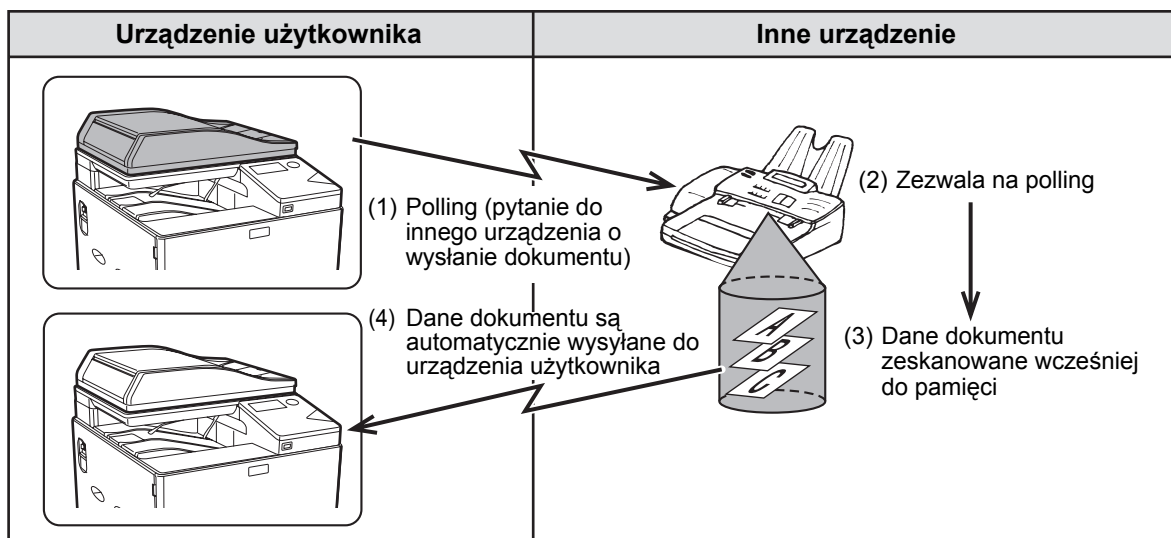 Urządzenie użytkownika
Inne urządzenie
(1) Polling (pytanie do
innego urządzenia o
wysłanie dokumentu)
(2) Zezwala na polling
(3) Dane dokumentu
zeskanowane wcześniej
do pamięci
A
B
C
(4) Dane dokumentu są
automatycznie wysyłane do
urządzenia użytkownika